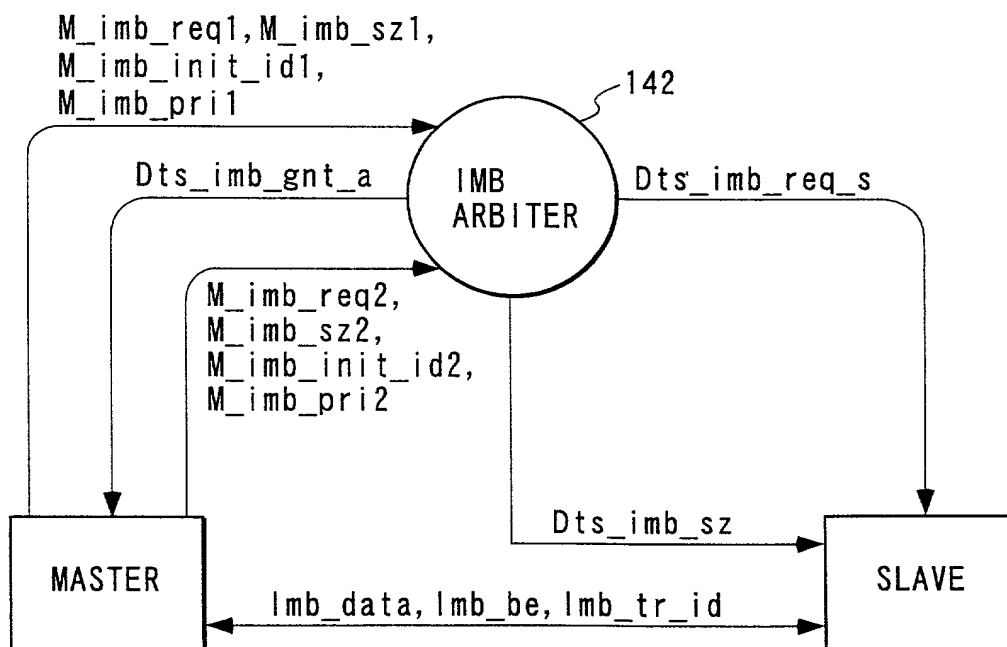 M_imb_req1, M_imb_sz1,
M_imb_init_id1,
M_imb_pri1
142
Dts_imb_gnt_a
IMB
ARBITER
Dts_imb_req_s
M_imb_req2,
M_imb_sz2,
M_imb_init_id2,
M_imb_pri2
Dts_imb_sz
MASTER
SLAVE
Imb_data, Imb_be, Imb_tr_id